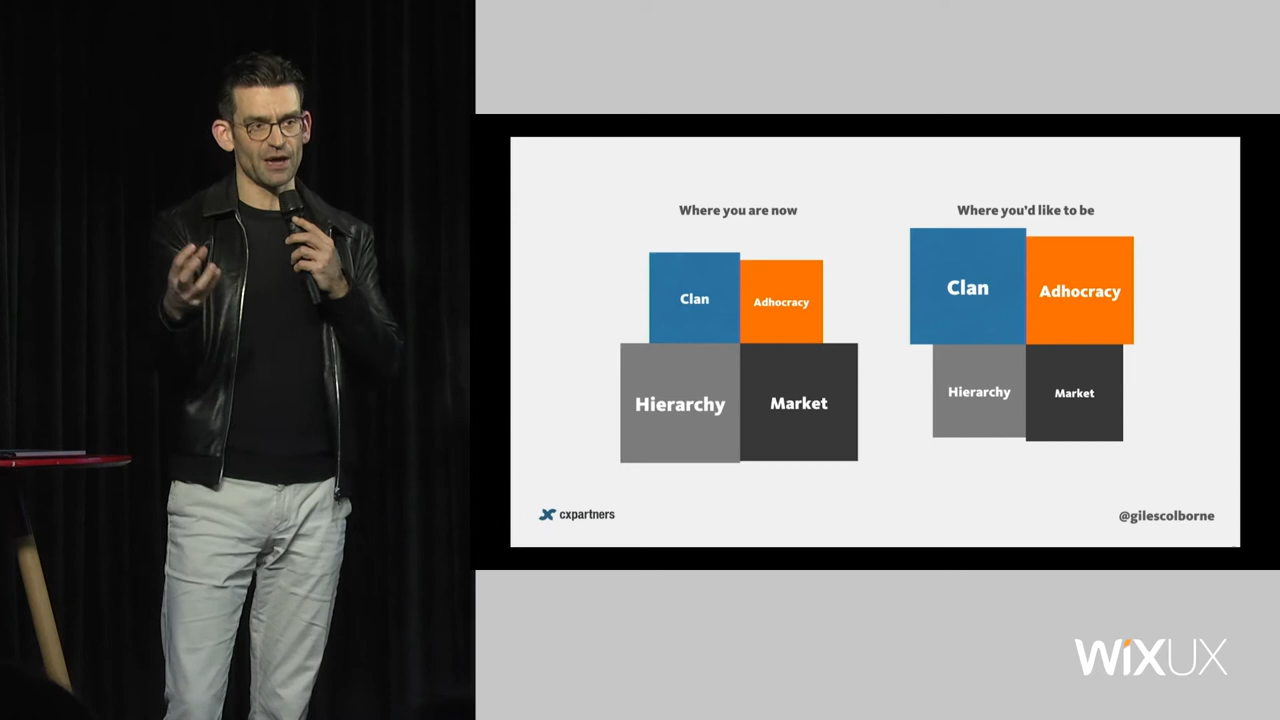 Where you are now
Where you'd like to be
Clan
Adhocracy
Hierarchy
Market
Clan
Adhocracy
Hierarchy
Market
cxpartners
@gilescolborne
WiXUX